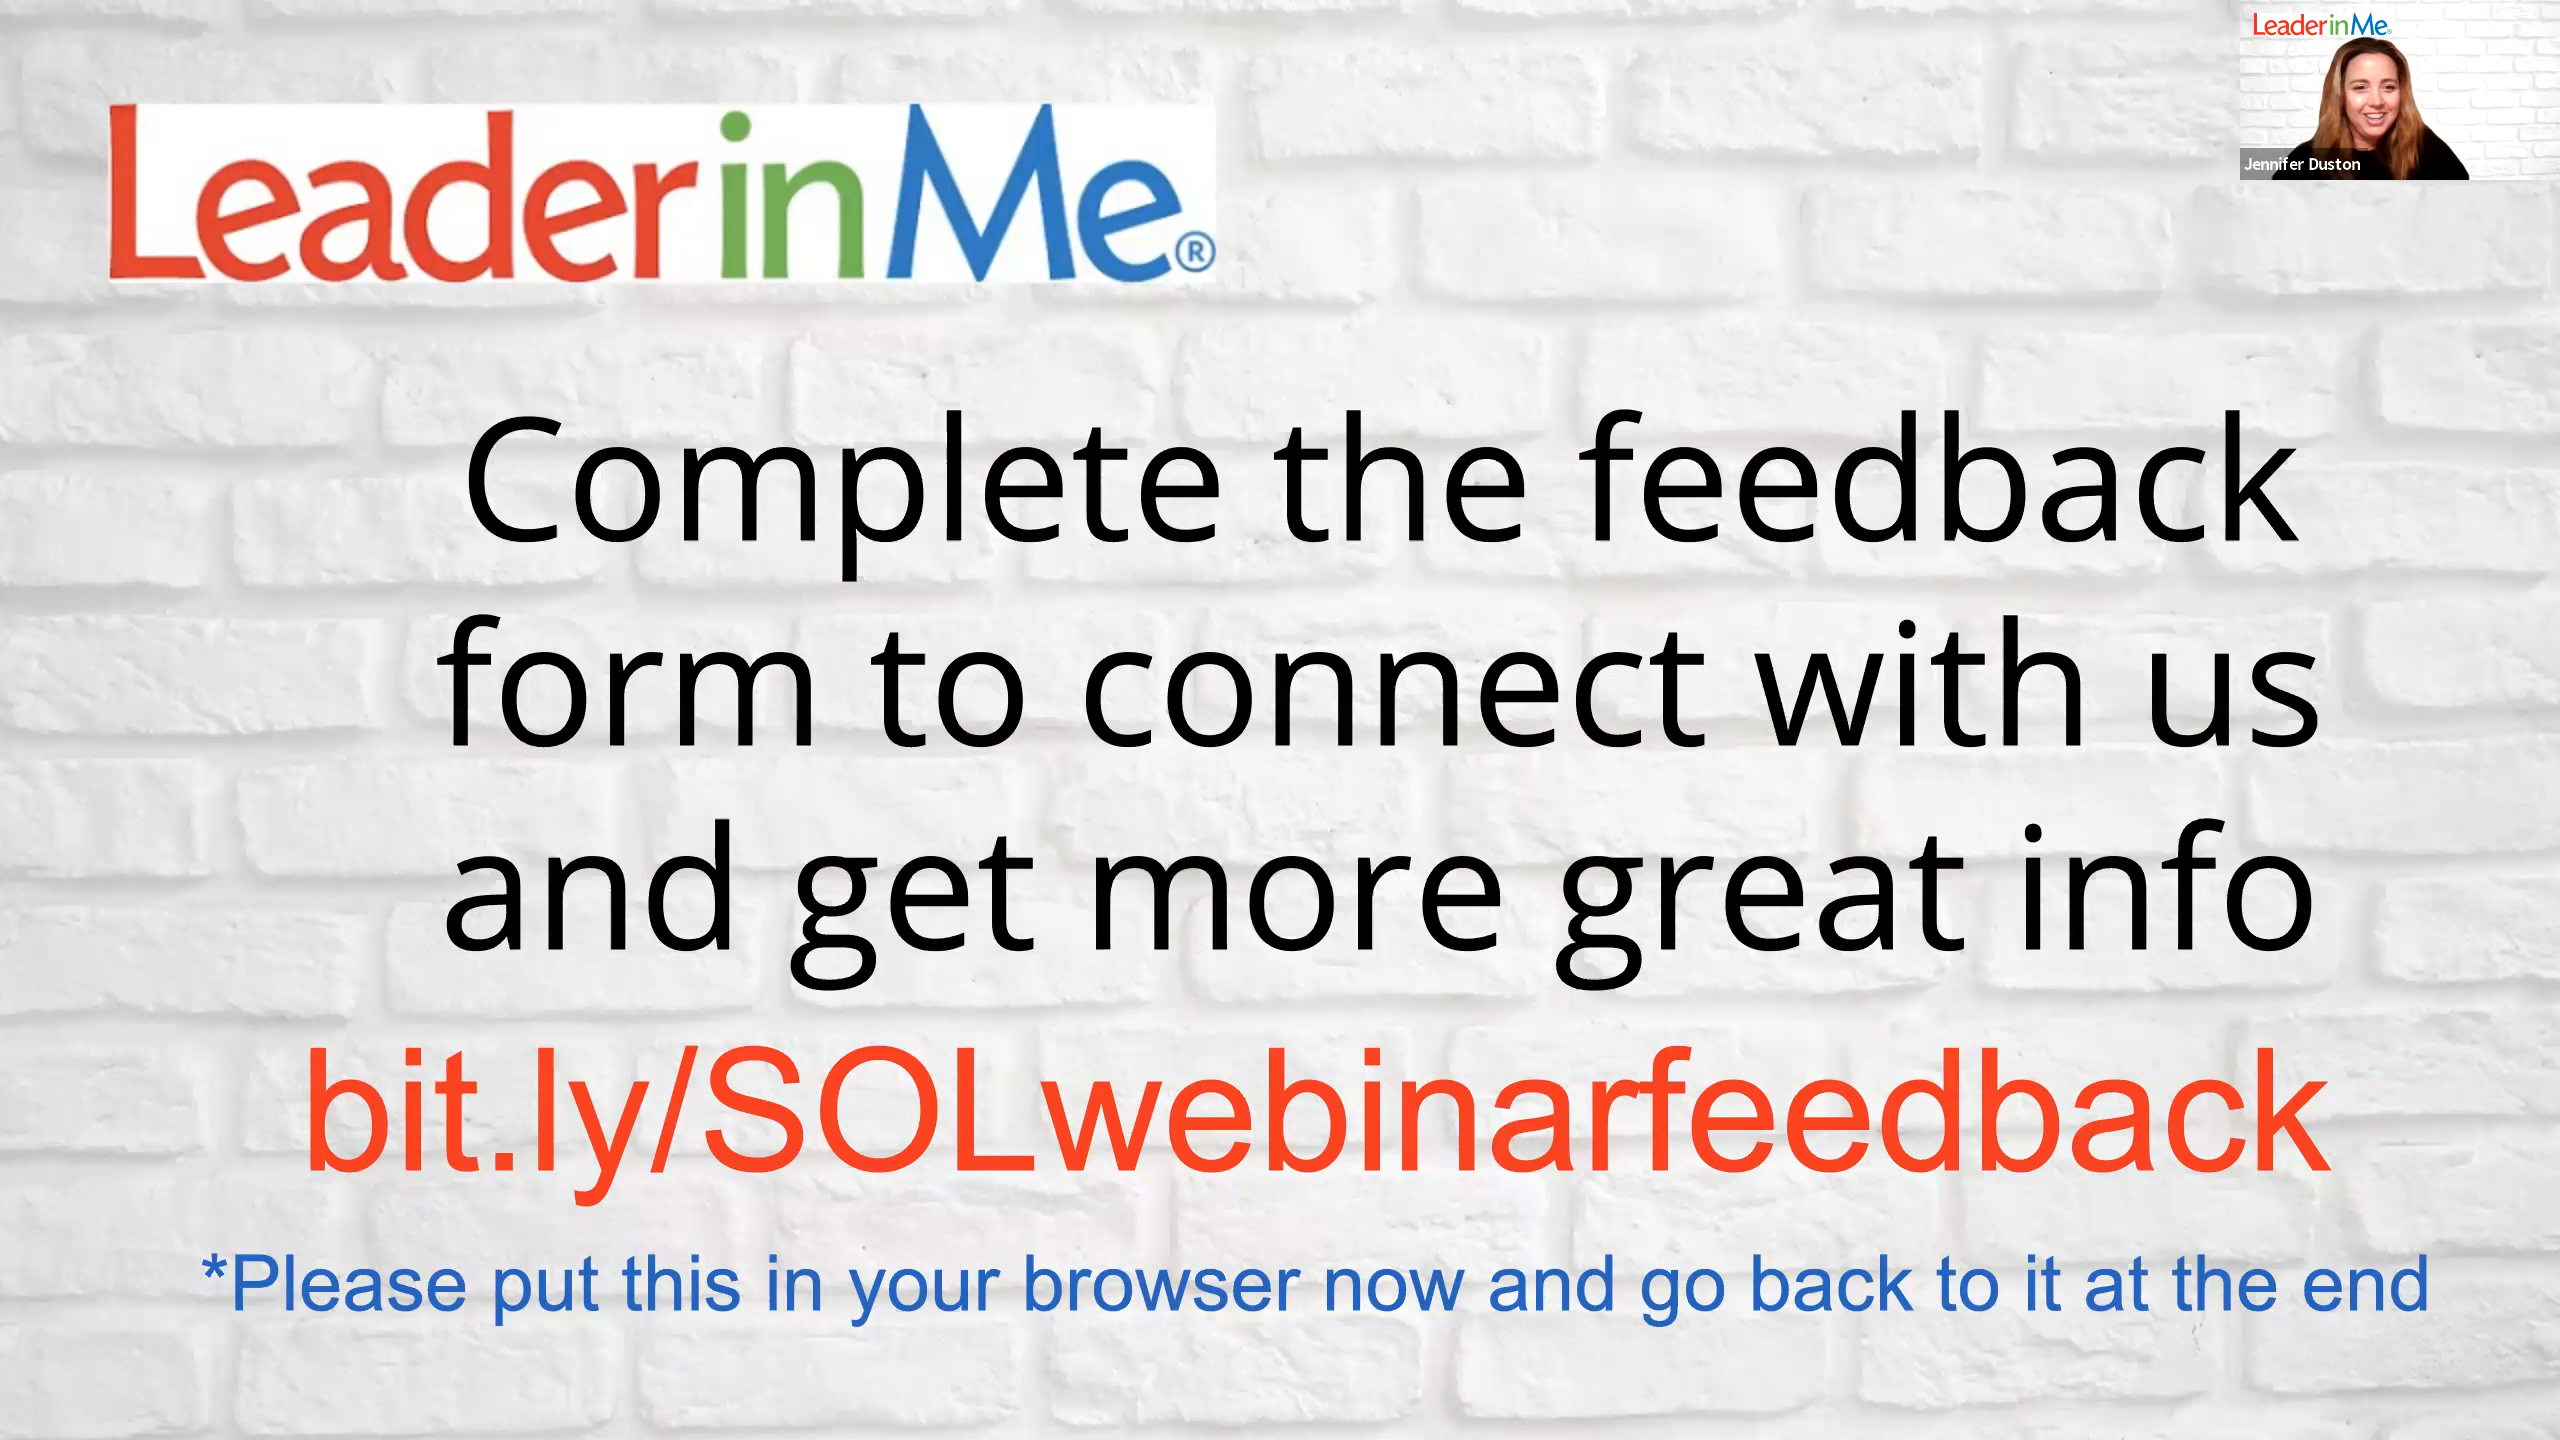 LeaderinMe®
LeaderinMe®
Jennifer Duston
Complete the feedback
form to connect with us
and get more great info
bit.ly/SOLwebinarfeedback
*Please put this in your browser now and go back to it at the end